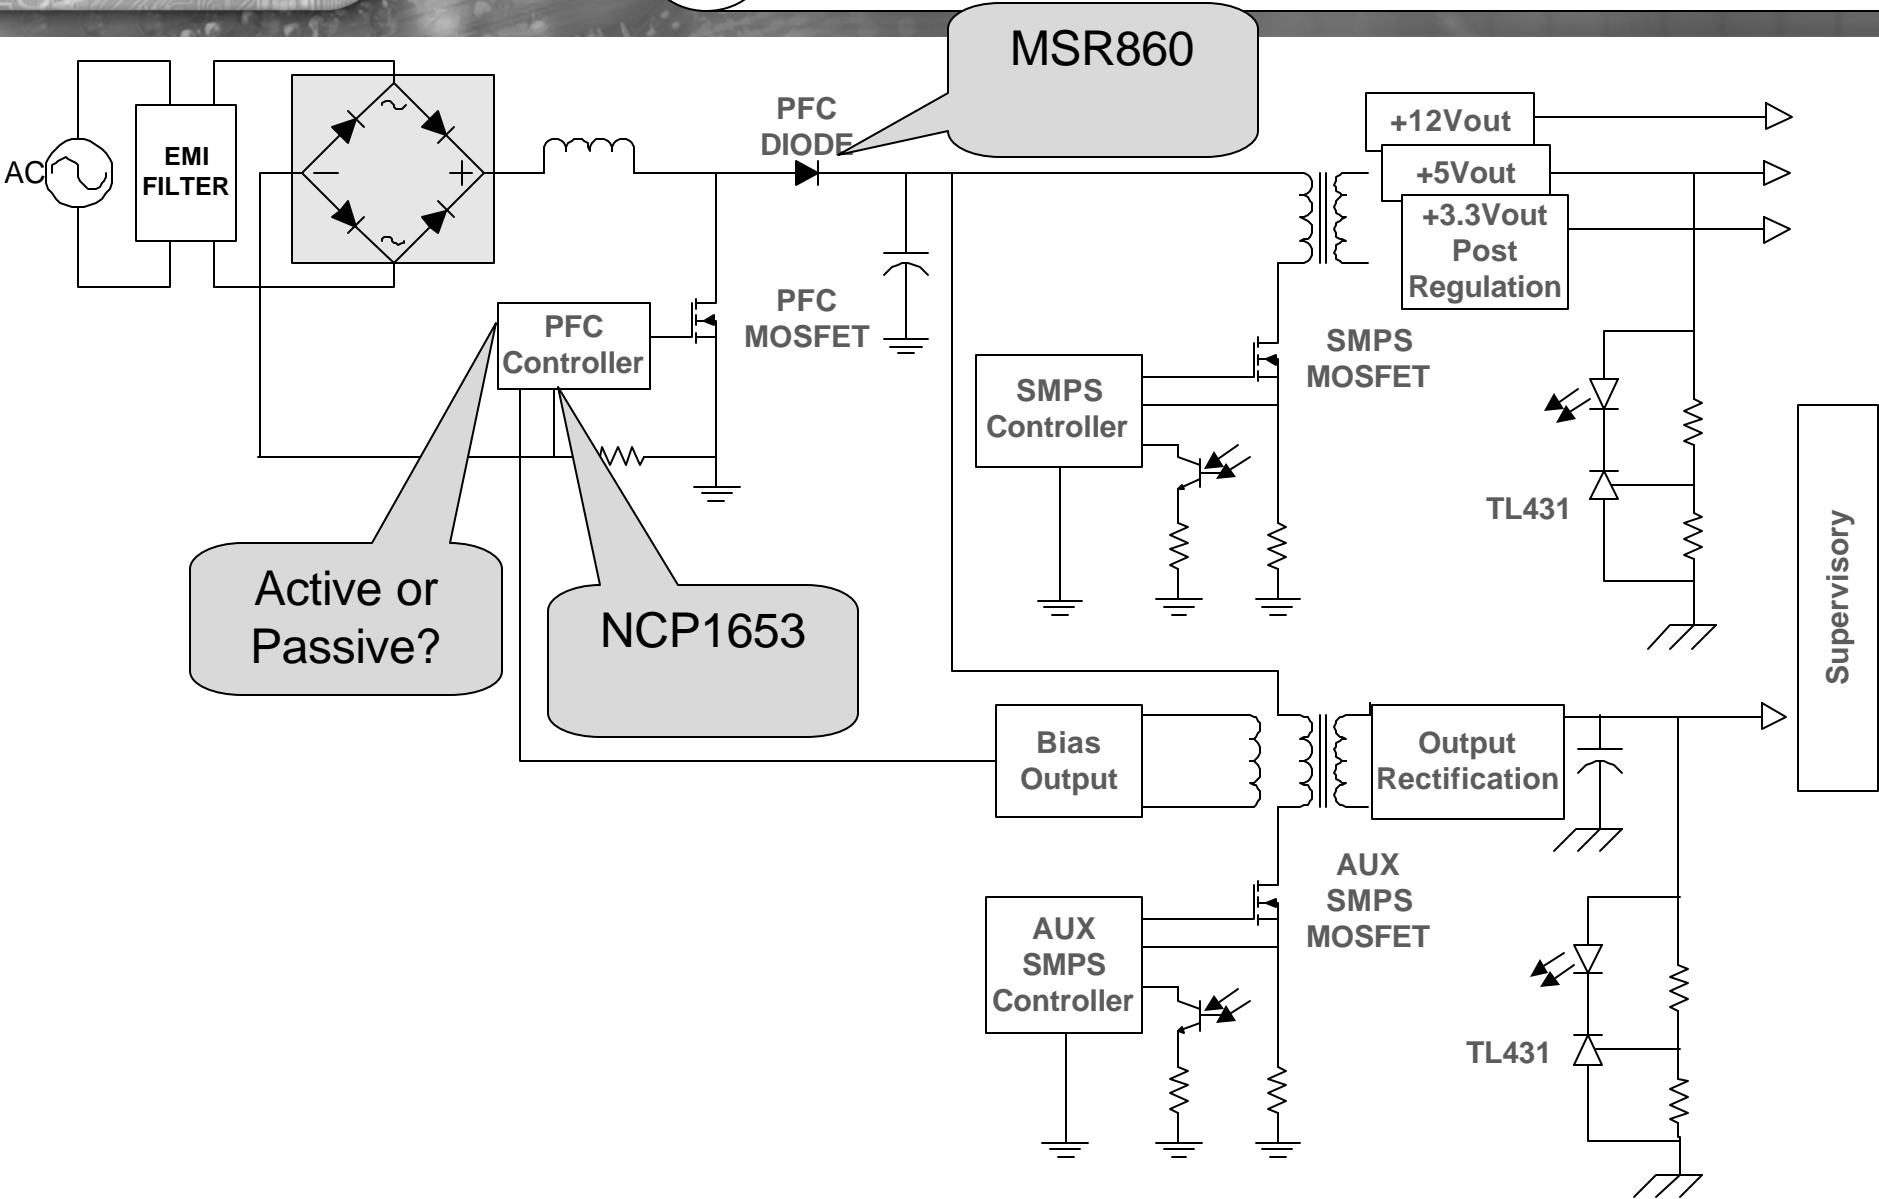 MSR860
PFC
DIODE
+12Vout
+5Vout
+3.3Vout
Post
Regulation
AC
EMI
FILTER
PFC
Controller
PFC
MOSFET
SMPS
Controller
SMPS
MOSFET
TL431
Active or
Passive?
NCP1653
Supervisory
Bias
Output
Output
Rectification
AUX
SMPS
MOSFET
AUX
SMPS
Controller
TL431